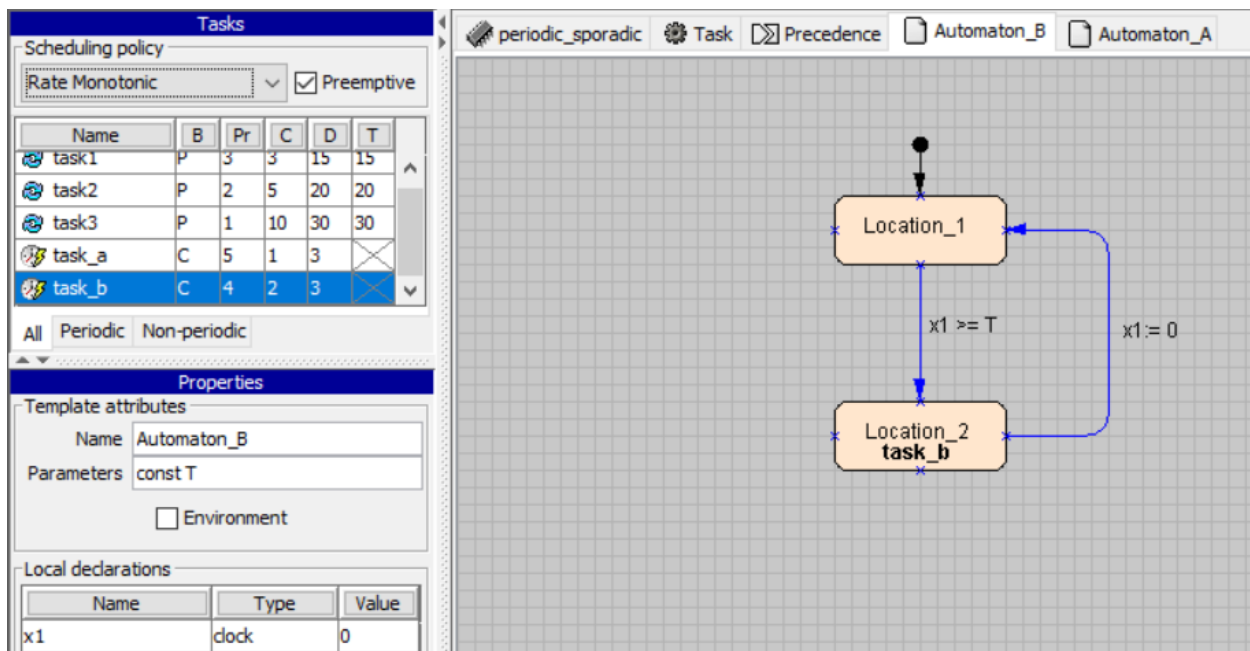 Tasks
Scheduling policy
Rate Monotonic Preemptive
Name B Pr C D T
task1 P 3 3 15 15
task2 P 2 5 20 20
task3 P 1 10 30 30
task_a C 5 1 3
task_b C 4 2 3
All Periodic Non-periodic
Properties
Template attributes
Name Automaton_B
Parameters const T
Environment
Local declarations
Name Type Value
x1 clock 0
periodic_sporadic Task Precedence Automaton_B Automaton_A
Location_1
x1 >= T x1:= 0
Location_2
task_b